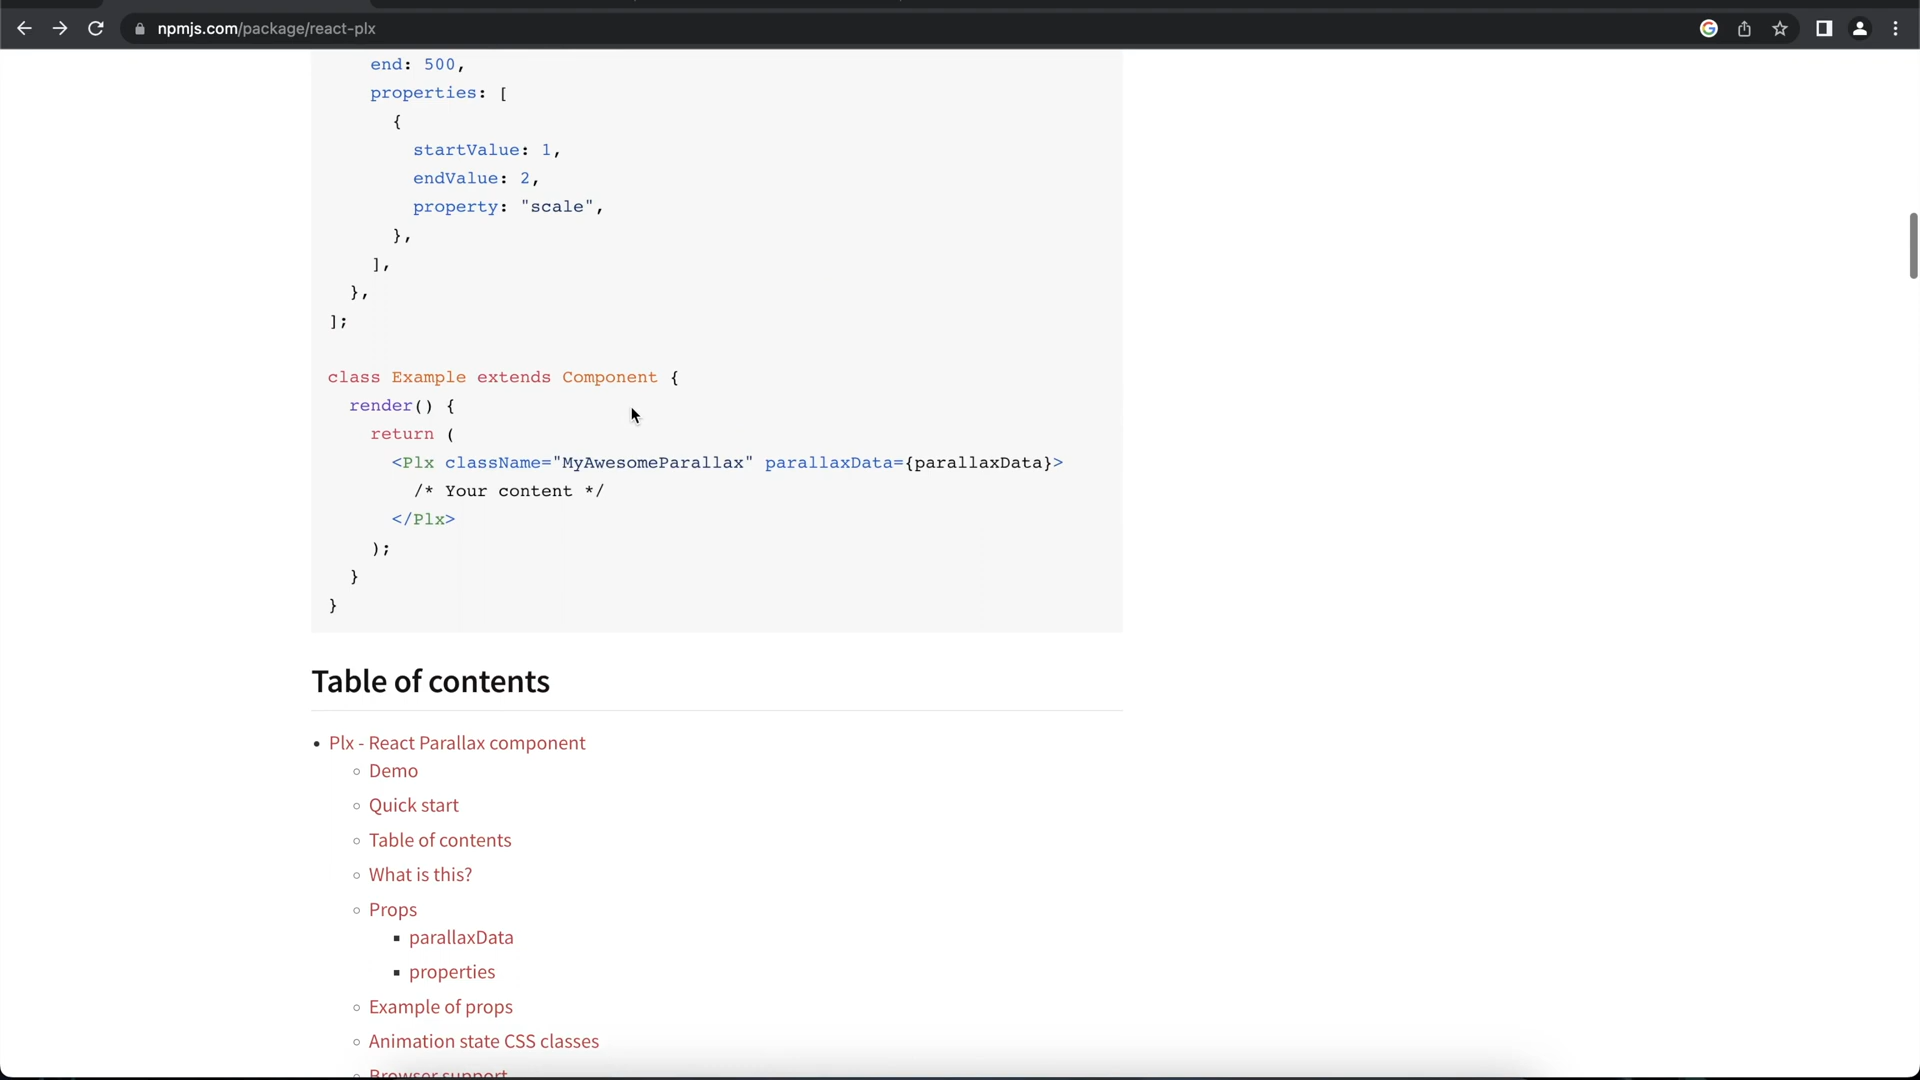 npmjs.com/package/react-plx
end: 500,
properties: [
{
startValue: 1,
endValue: 2,
property: "scale",
},
],
},
];
class Example extends Component {
render() {
return (
<Plx className="MyAwesomeParallax" parallaxData={parallaxData}>
/* Your content */
</Plx>
);
}
}
Table of contents
Plx - React Parallax component
Demo
Quick start
Table of contents
What is this?
Props
parallaxData
properties
Example of props
Animation state CSS classes
Browser support